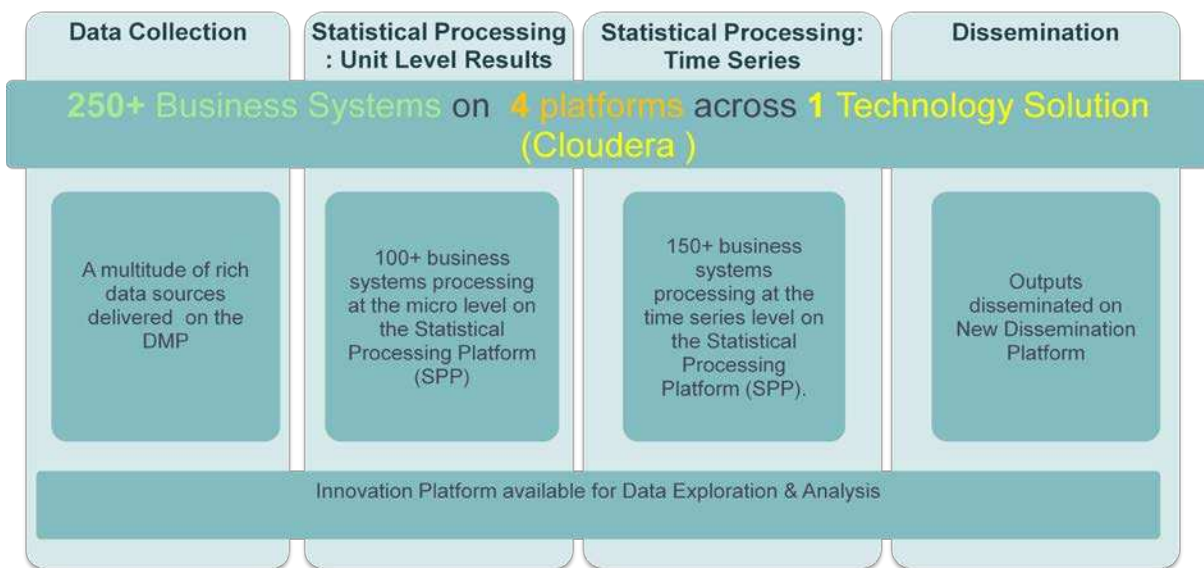 Data Collection
Statistical Processing
: Unit Level Results
Statistical Processing:
Time Series
Dissemination
250+ Business Systems on 4 platforms across 1 Technology Solution
(Cloudera )
A multitude of rich
data sources
delivered on the
DMP
100+ business
systems processing
at the micro level on
the Statistical
Processing Platform
(SPP)
150+ business
systems
processing at the
time series level on
the Statistical
Processing
Platform (SPP).
Outputs
disseminated on
New Dissemination
Platform
Innovation Platform available for Data Exploration & Analysis